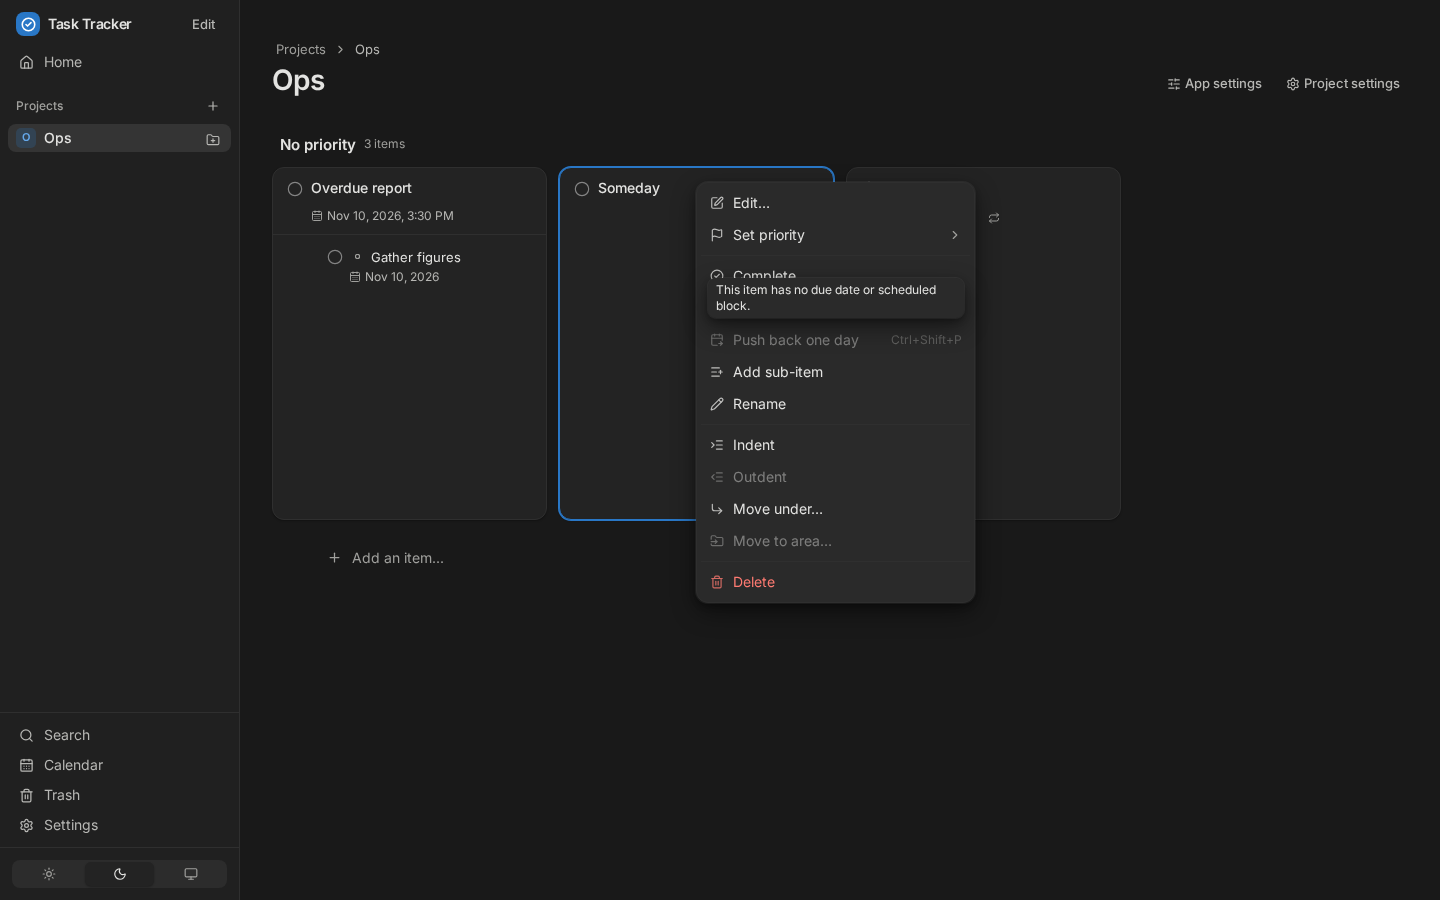 Task Tracker
Edit
Home
Projects
O
Ops
Search
Calendar
Trash
Settings
Projects
Ops
Ops
App settings
Project settings
No priority
3 items
Overdue report
Nov 10, 2026, 3:30 PM
Gather figures
Nov 10, 2026
Someday
Add an item...
Edit...
Set priority
Complete
This item has no due date or scheduled
block.
Push back one day
Ctrl+Shift+P
Add sub-item
Rename
Indent
Outdent
Move under...
Move to area...
Delete